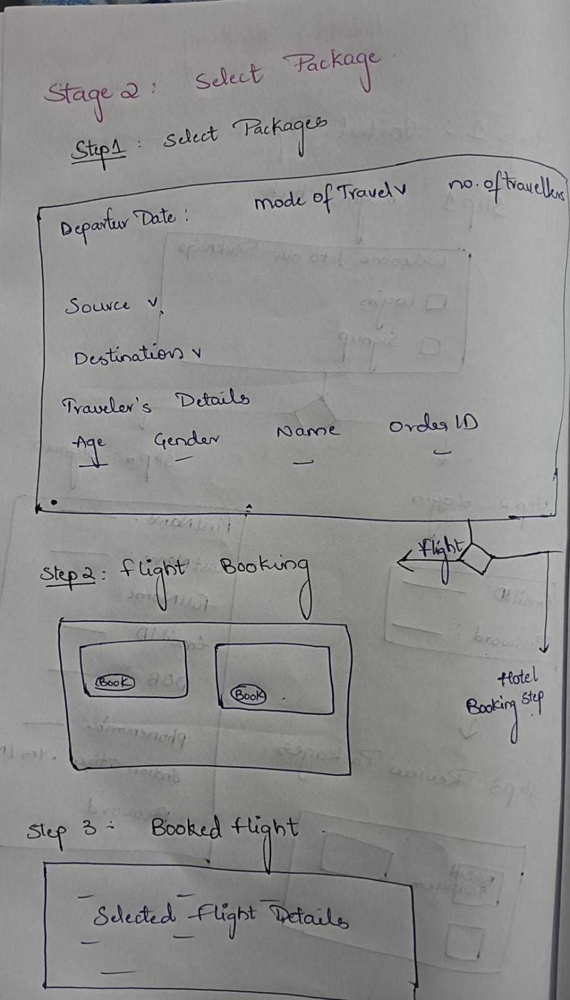 Stage 2 : Select Package
Step1 : Select Packages
Departur Date : mode of Travel v no. of travellers
Source v
Destination v
Traveler's Details
Age Gender Name Order ID
flight
Step 2 : flight Booking
Book Book
Hotel
Booking Step
Step 3 : Booked flight
Selected flight Details